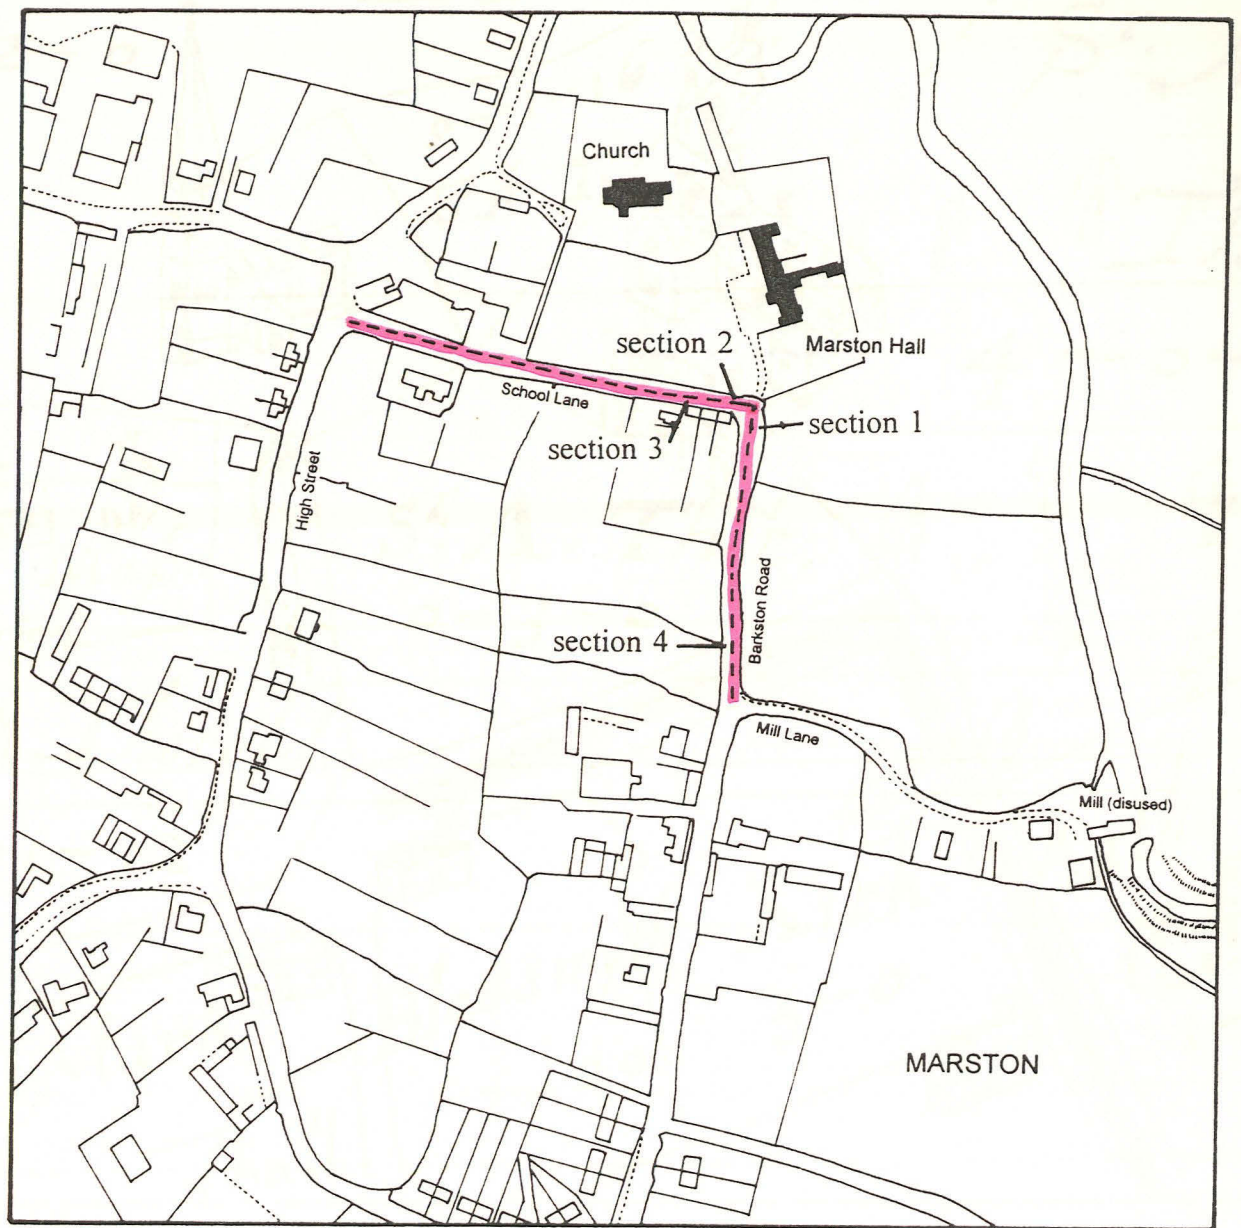 Church
Marston Hall
section 2
School Lane
section 1
section 3
High Street
Barkston Road
section 4
Mill Lane
Mill (disused)
MARSTON